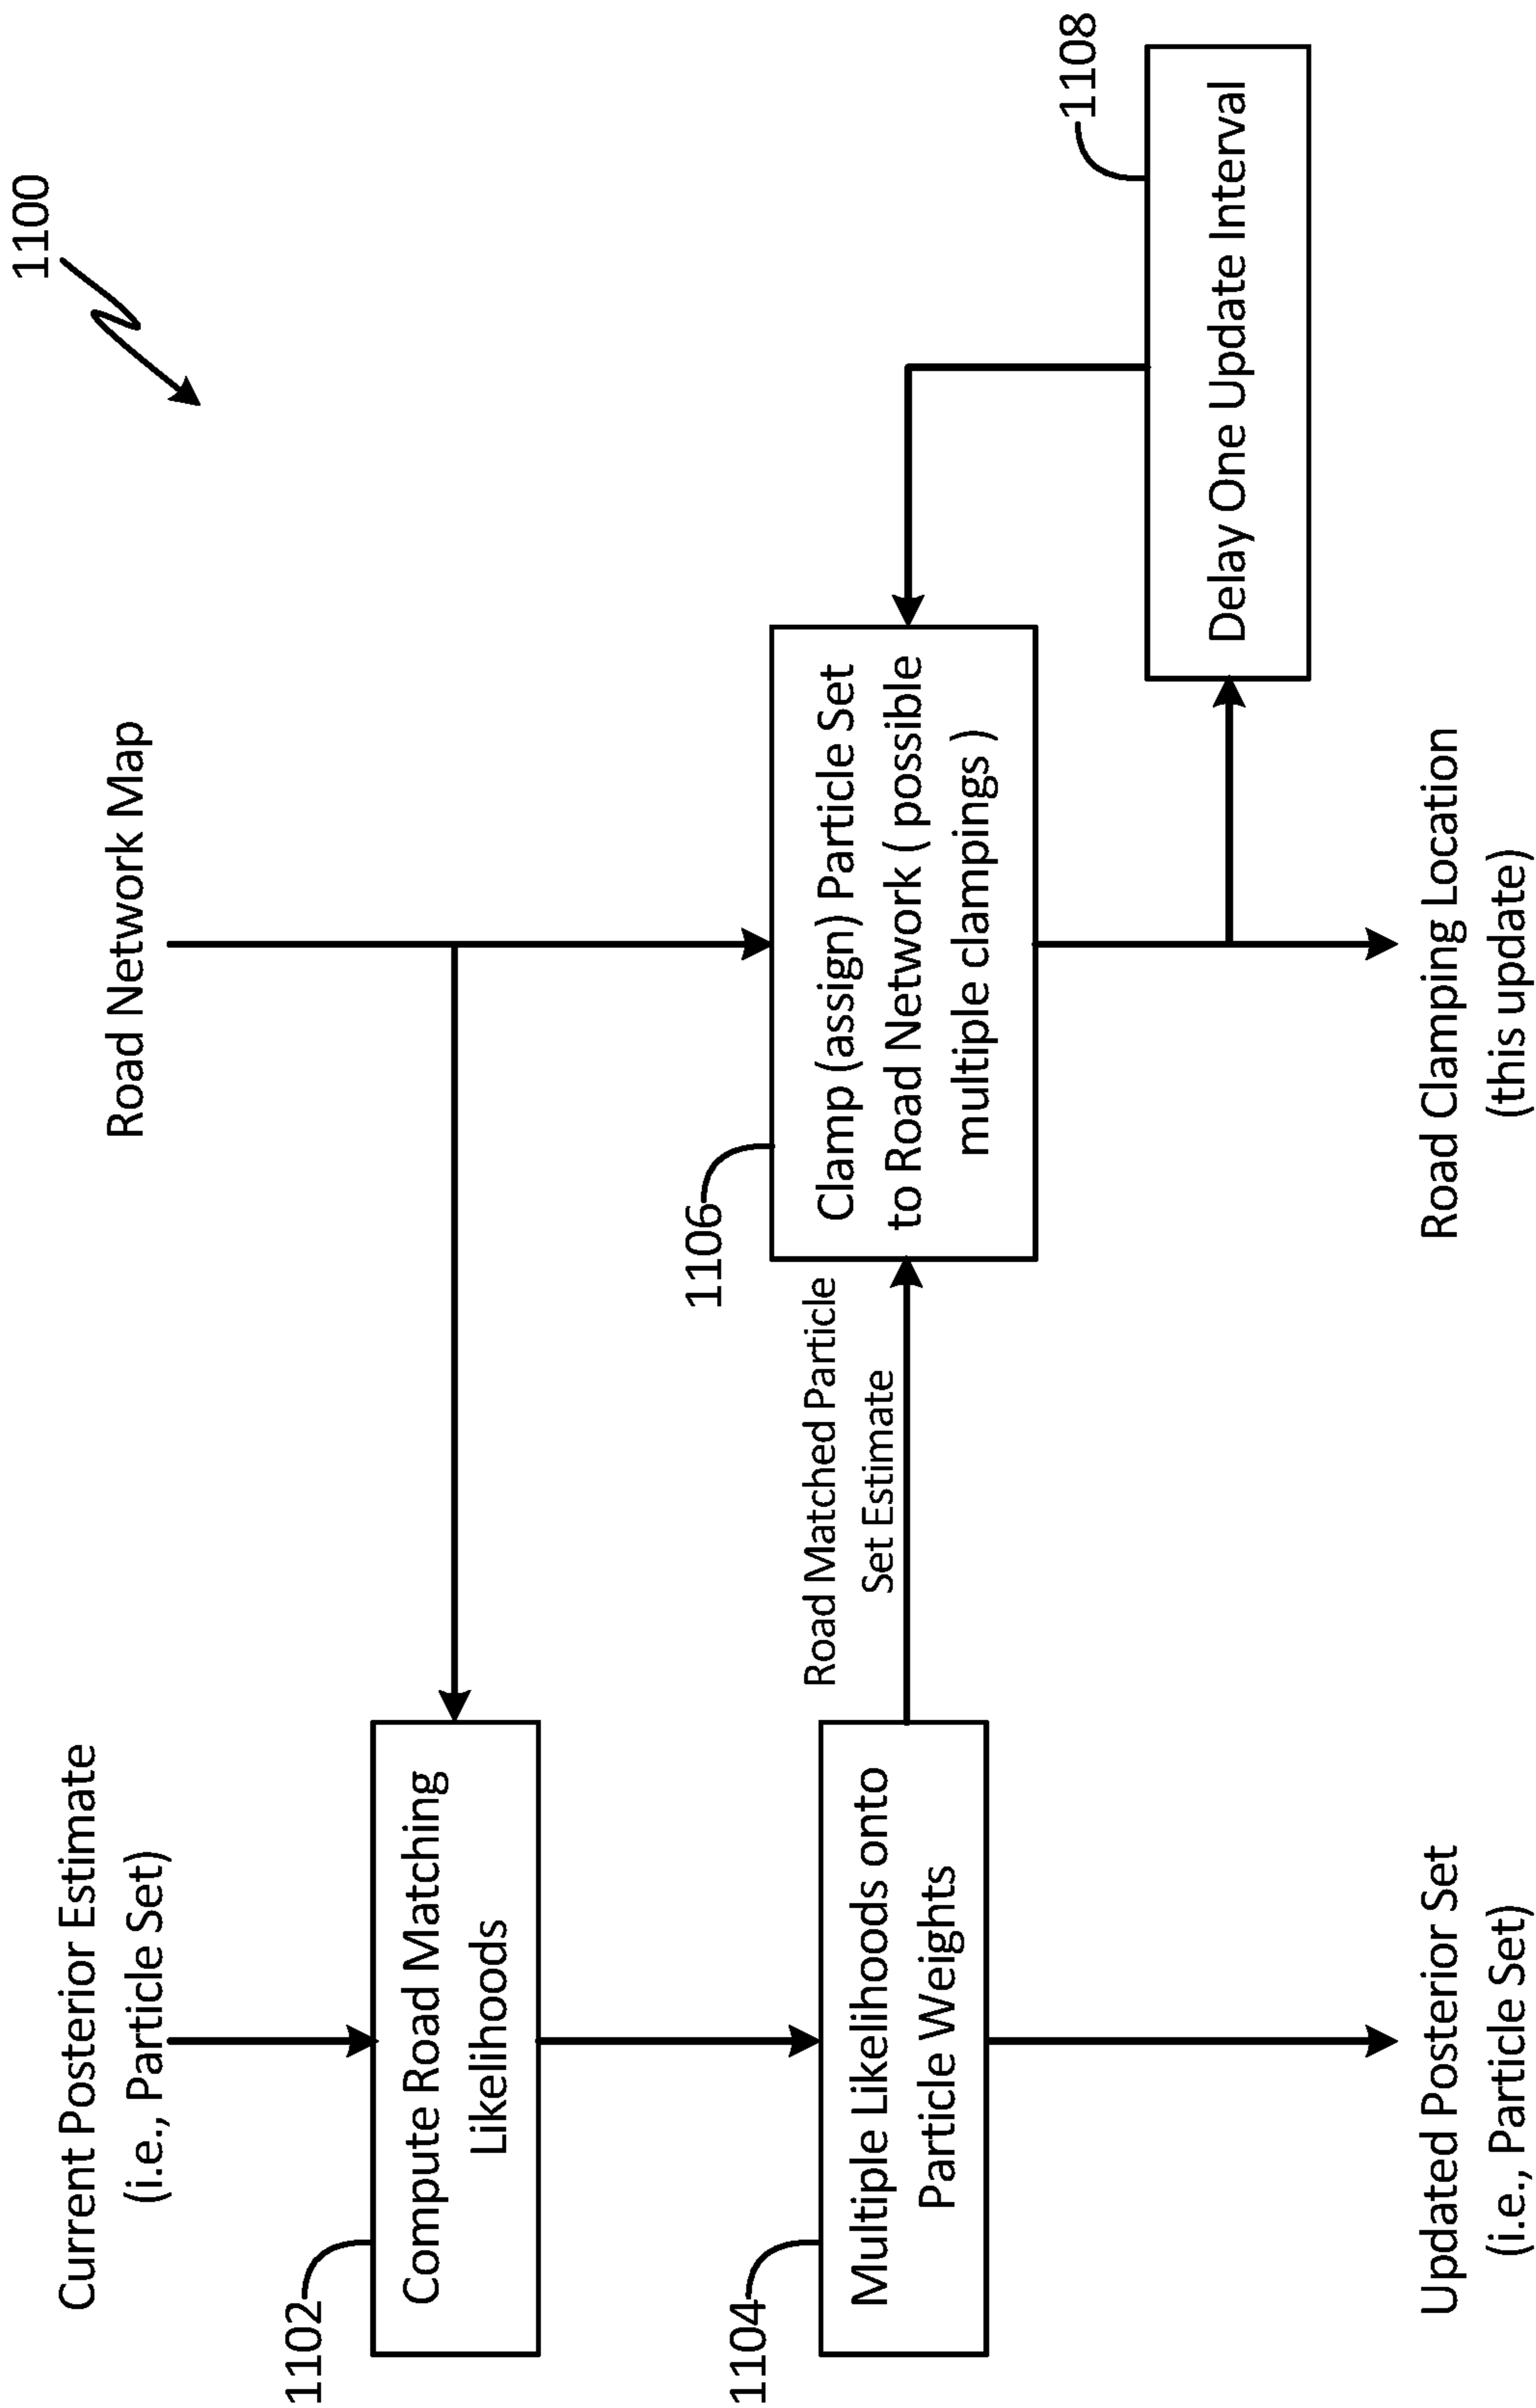 1100
Current Posterior Estimate
(i.e., Particle Set)
Road Network Map
1102
Compute Road Matching
Likelihoods
1104
Multiple Likelihoods onto
Particle Weights
Road Matched Particle
Set Estimate
1106
Clamp (assign) Particle Set
to Road Network ( possible
multiple clampings )
1108
Delay One Update Interval
Updated Posterior Set
(i.e., Particle Set)
Road Clamping Location
(this update)